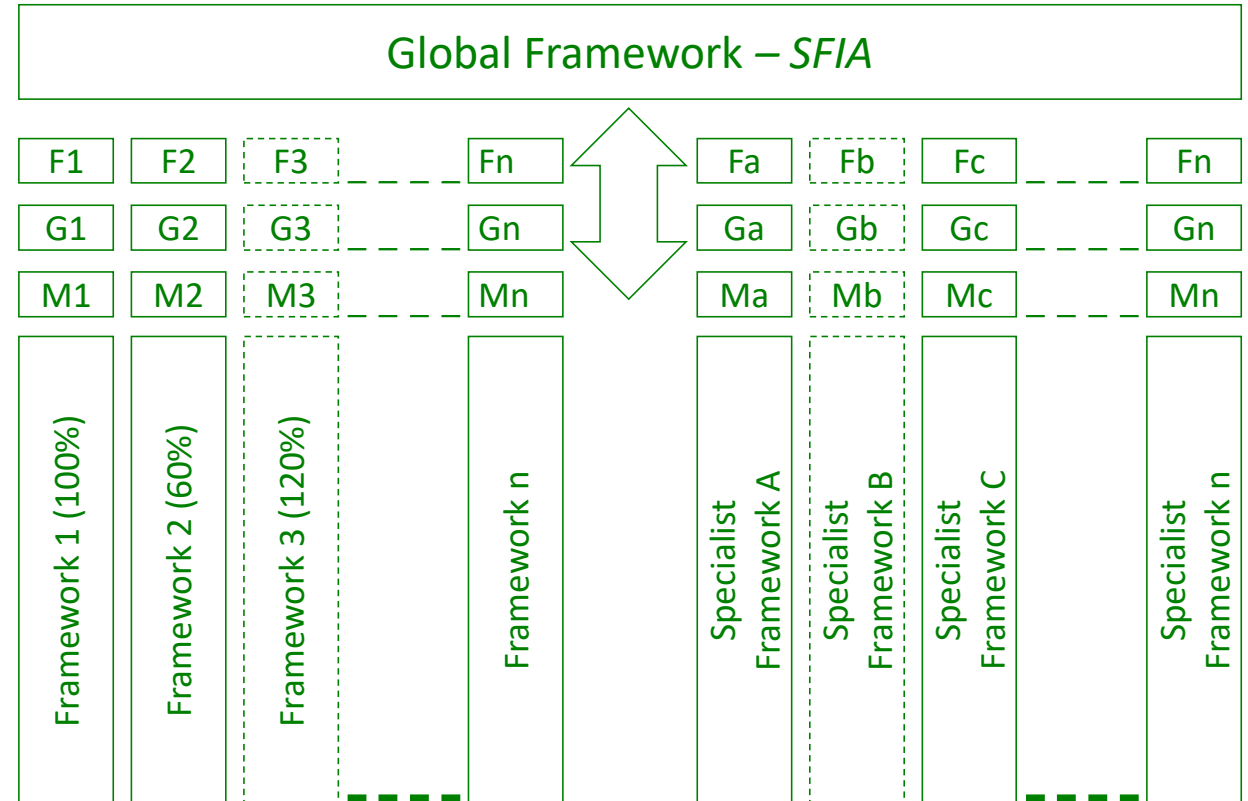 Global Framework – SFIA
F1 F2 F3 Fn Fa Fb Fc Fn
G1 G2 G3 Gn Ga Gb Gc Gn
M1 M2 M3 Mn Ma Mb Mc Mn
Framework 1 (100%)
Framework 2 (60%)
Framework 3 (120%)
Framework n
Specialist
Framework A
Specialist
Framework B
Specialist
Framework C
Specialist
Framework n